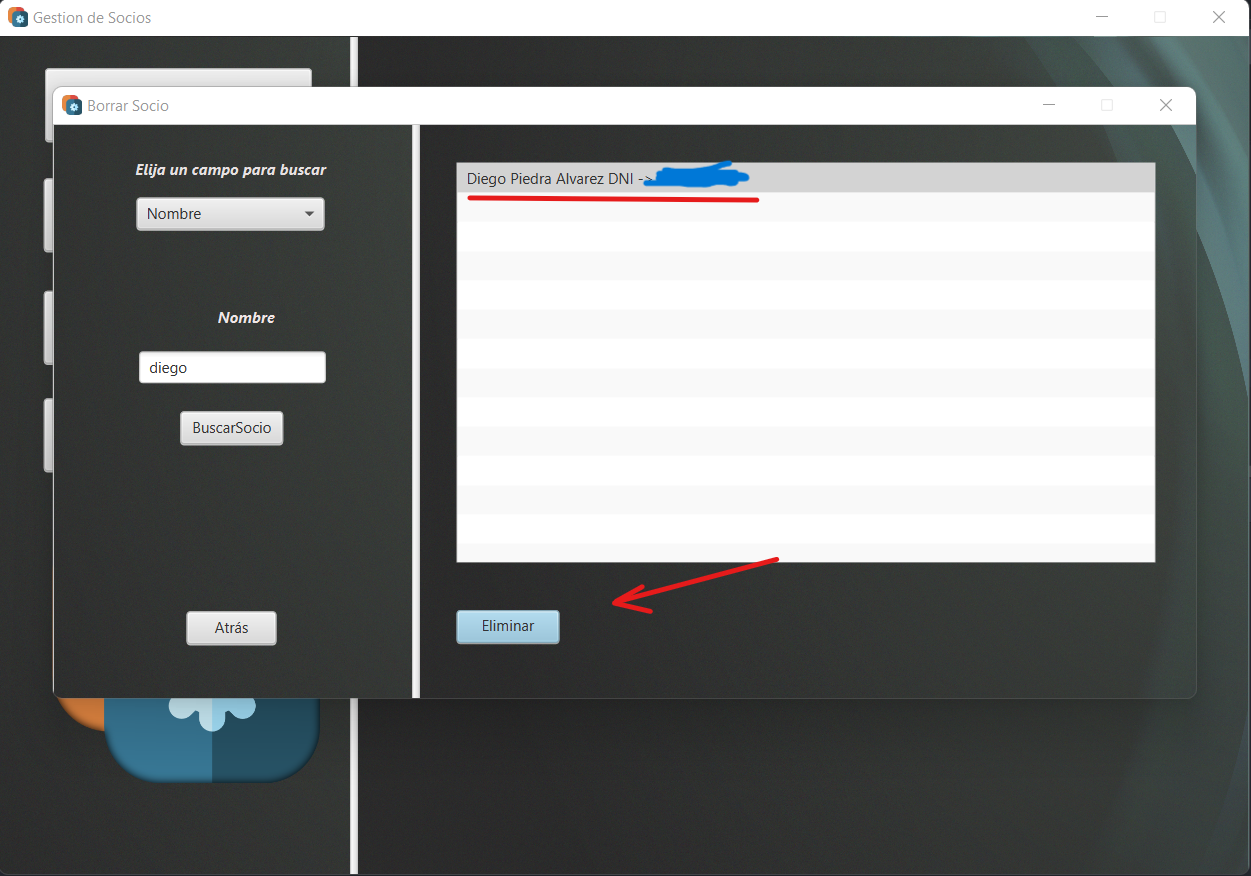 Gestion de Socios
Borrar Socio
Elija un campo para buscar
Nombre
Nombre
diego
BuscarSocio
Atrás
Diego Piedra Alvarez DNI ->
Eliminar